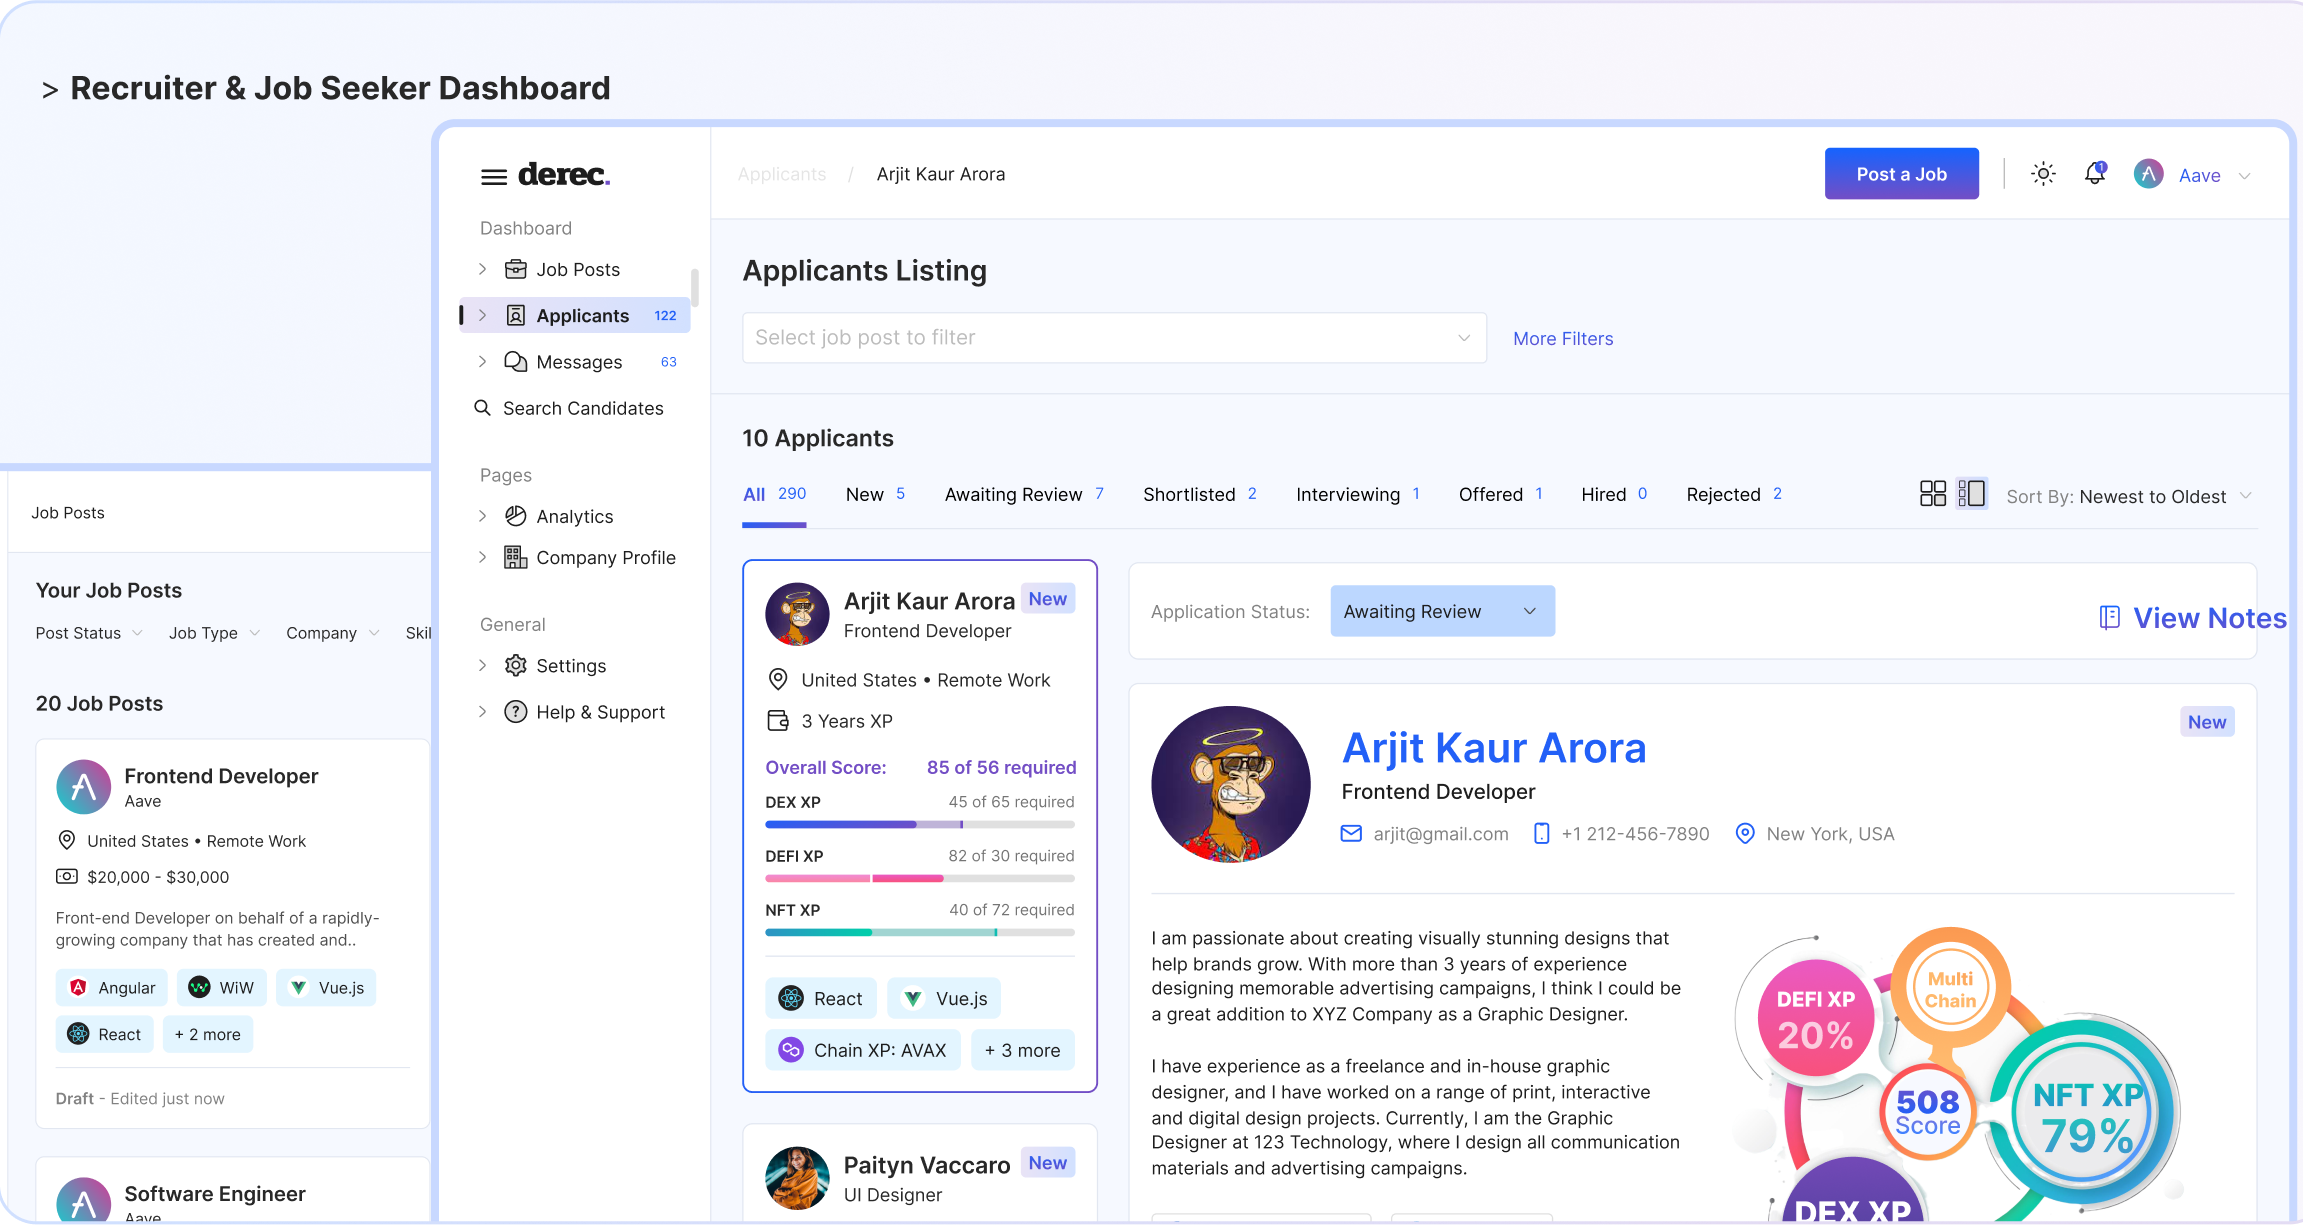 > Recruiter & Job Seeker Dashboard
Job Posts
Your Job Posts
Post Status
Job Type
Company
Skil
20 Job Posts
Frontend Developer
Aave
United States • Remote Work
$20,000 - $30,000
Front-end Developer on behalf of a rapidly-
growing company that has created and..
Angular
WiW
Vue.js
React
+ 2 more
Draft - Edited just now
Software Engineer
Aave
derec.
Dashboard
Job Posts
Applicants 122
Messages 63
Search Candidates
Pages
Analytics
Company Profile
General
Settings
Help & Support
Applicants / Arjit Kaur Arora
Post a Job
1
Aave
Applicants Listing
Select job post to filter
More Filters
10 Applicants
All 290
New 5
Awaiting Review 7
Shortlisted 2
Interviewing 1
Offered 1
Hired 0
Rejected 2
Sort By: Newest to Oldest
Arjit Kaur Arora
New
Frontend Developer
United States • Remote Work
3 Years XP
Overall Score: 85 of 56 required
DEX XP 45 of 65 required
DEFI XP 82 of 30 required
NFT XP 40 of 72 required
React
Vue.js
Chain XP: AVAX
+ 3 more
Paityn Vaccaro
New
UI Designer
Application Status: Awaiting Review
View Notes
New
Arjit Kaur Arora
Frontend Developer
arjit@gmail.com
+1 212-456-7890
New York, USA
I am passionate about creating visually stunning designs that
help brands grow. With more than 3 years of experience
designing memorable advertising campaigns, I think I could be
a great addition to XYZ Company as a Graphic Designer.
I have experience as a freelance and in-house graphic
designer, and I have worked on a range of print, interactive
and digital design projects. Currently, I am the Graphic
Designer at 123 Technology, where I design all communication
materials and advertising campaigns.
DEFI XP
20%
Multi
Chain
508
Score
NFT XP
79%
DEX XP